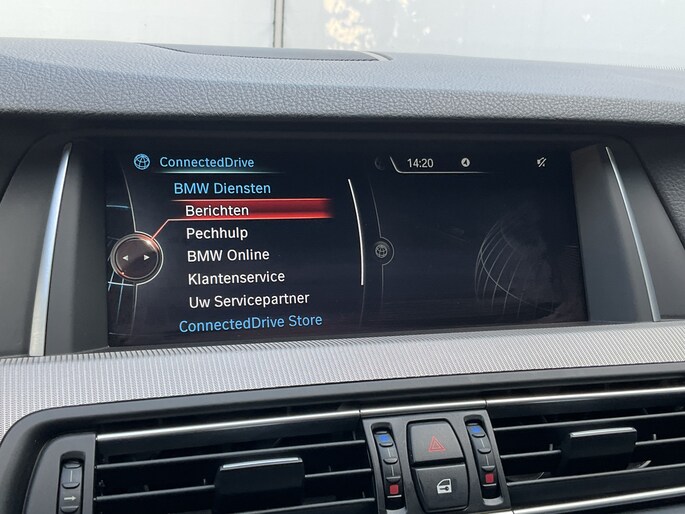 ConnectedDrive
14:20
BMW Diensten
Berichten
Pechhulp
BMW Online
Klantenservice
Uw Servicepartner
ConnectedDrive Store